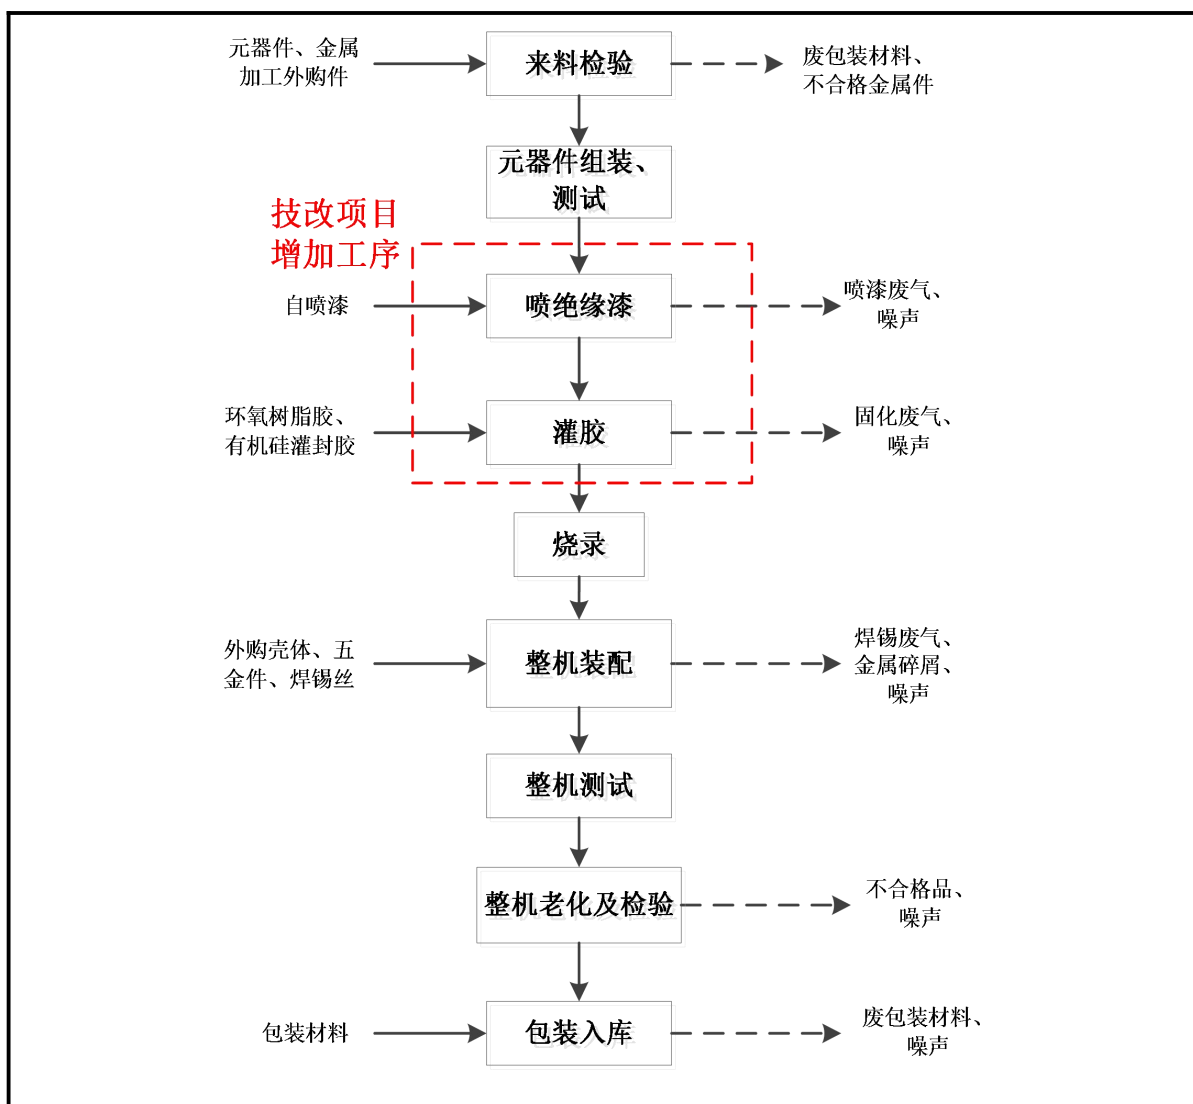 元器件、金属
加工外购件
来料检验
废包装材料、
不合格金属件
元器件组装、
测试
技改项目
增加工序
自喷漆
喷绝缘漆
喷漆废气、
噪声
环氧树脂胶、
有机硅灌封胶
灌胶
固化废气、
噪声
烧录
外购壳体、五
金件、焊锡丝
整机装配
焊锡废气、
金属碎屑、
噪声
整机测试
整机老化及检验
不合格品、
噪声
包装材料
包装入库
废包装材料、
噪声